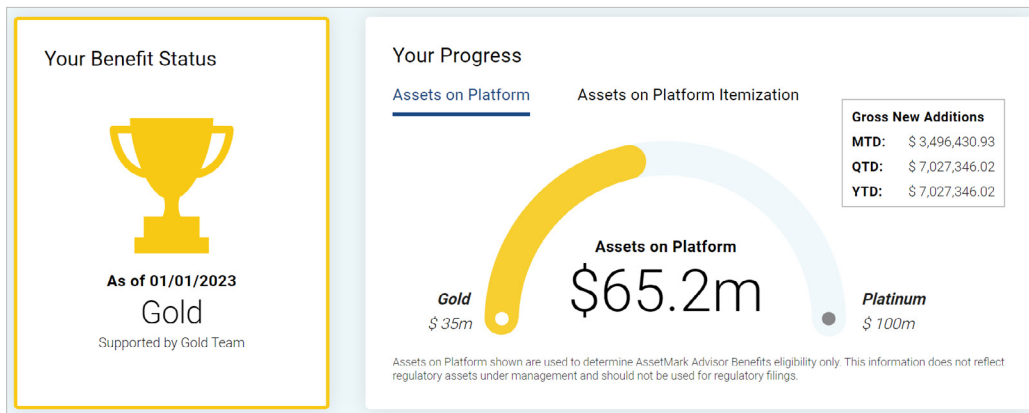 Your Benefit Status
As of 01/01/2023
Gold
Supported by Gold Team
Your Progress
Assets on Platform
Assets on Platform Itemization
Gross New Additions
MTD: $ 3,496,430.93
QTD: $ 7,027,346.02
YTD: $ 7,027,346.02
Assets on Platform
$65.2m
Gold
$ 35m
Platinum
$ 100m
Assets on Platform shown are used to determine AssetMark Advisor Benefits eligibility only. This information does not reflect
regulatory assets under management and should not be used for regulatory filings.